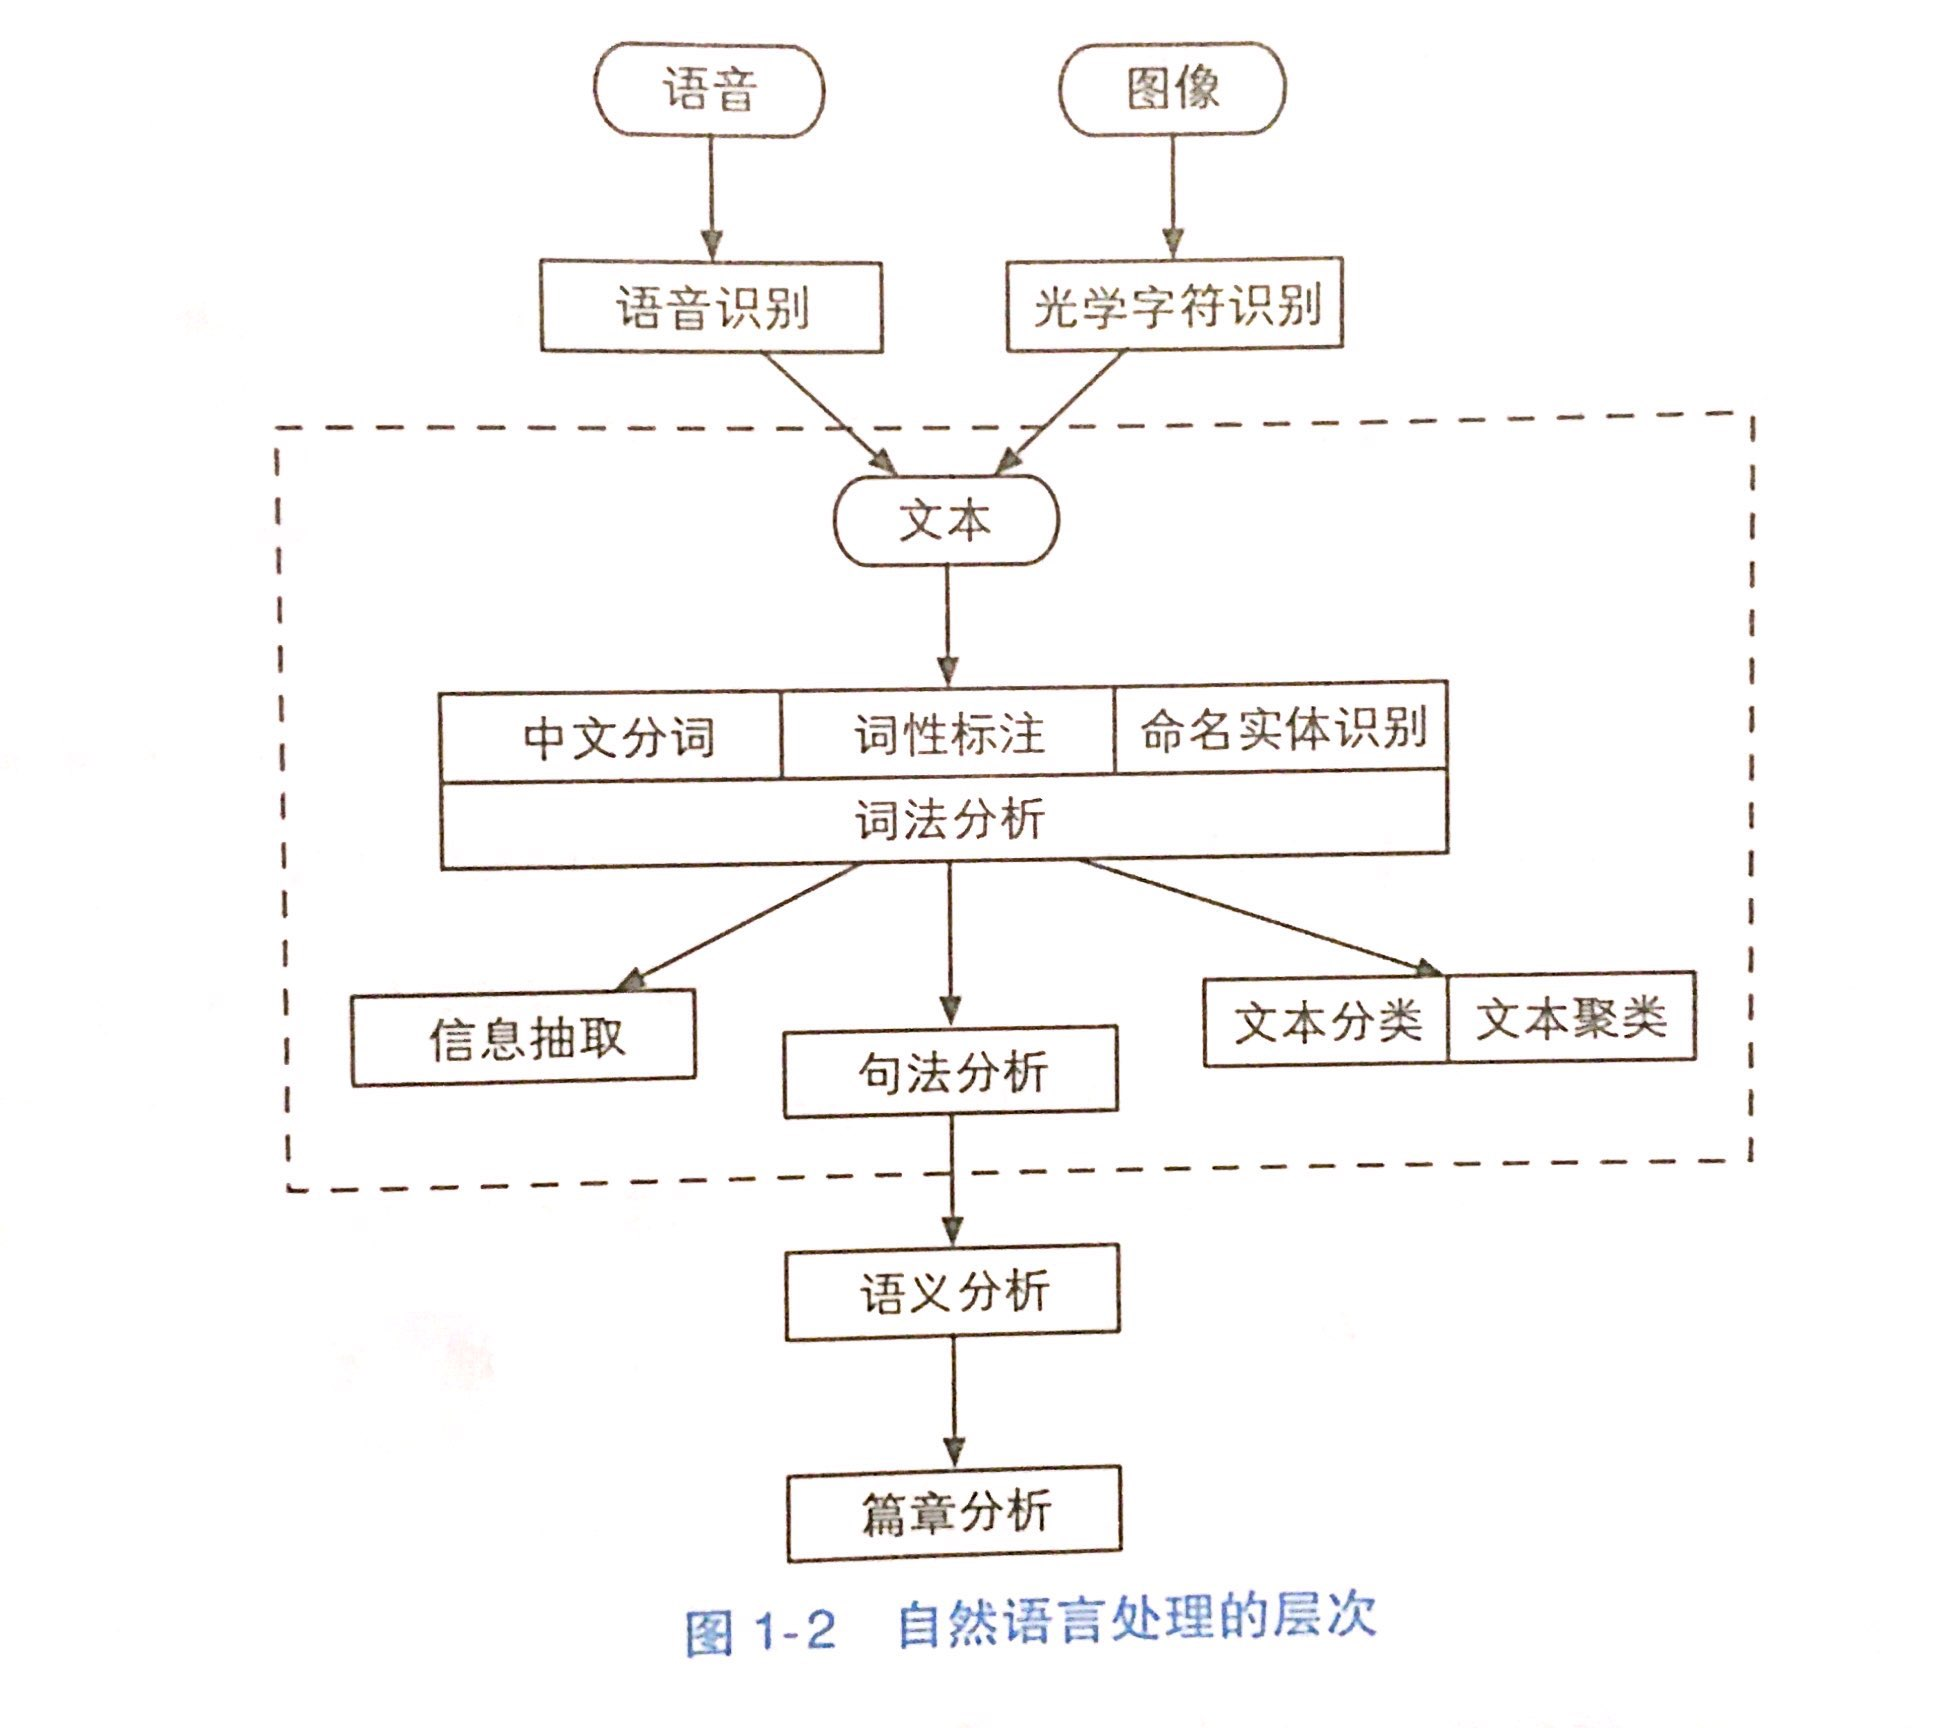 语音
图像
语音识别
光学字符识别
文本
中文分词
词性标注
命名实体识别
词法分析
信息抽取
句法分析
文本分类
文本聚类
语义分析
篇章分析
图 1-2 自然语言处理的层次